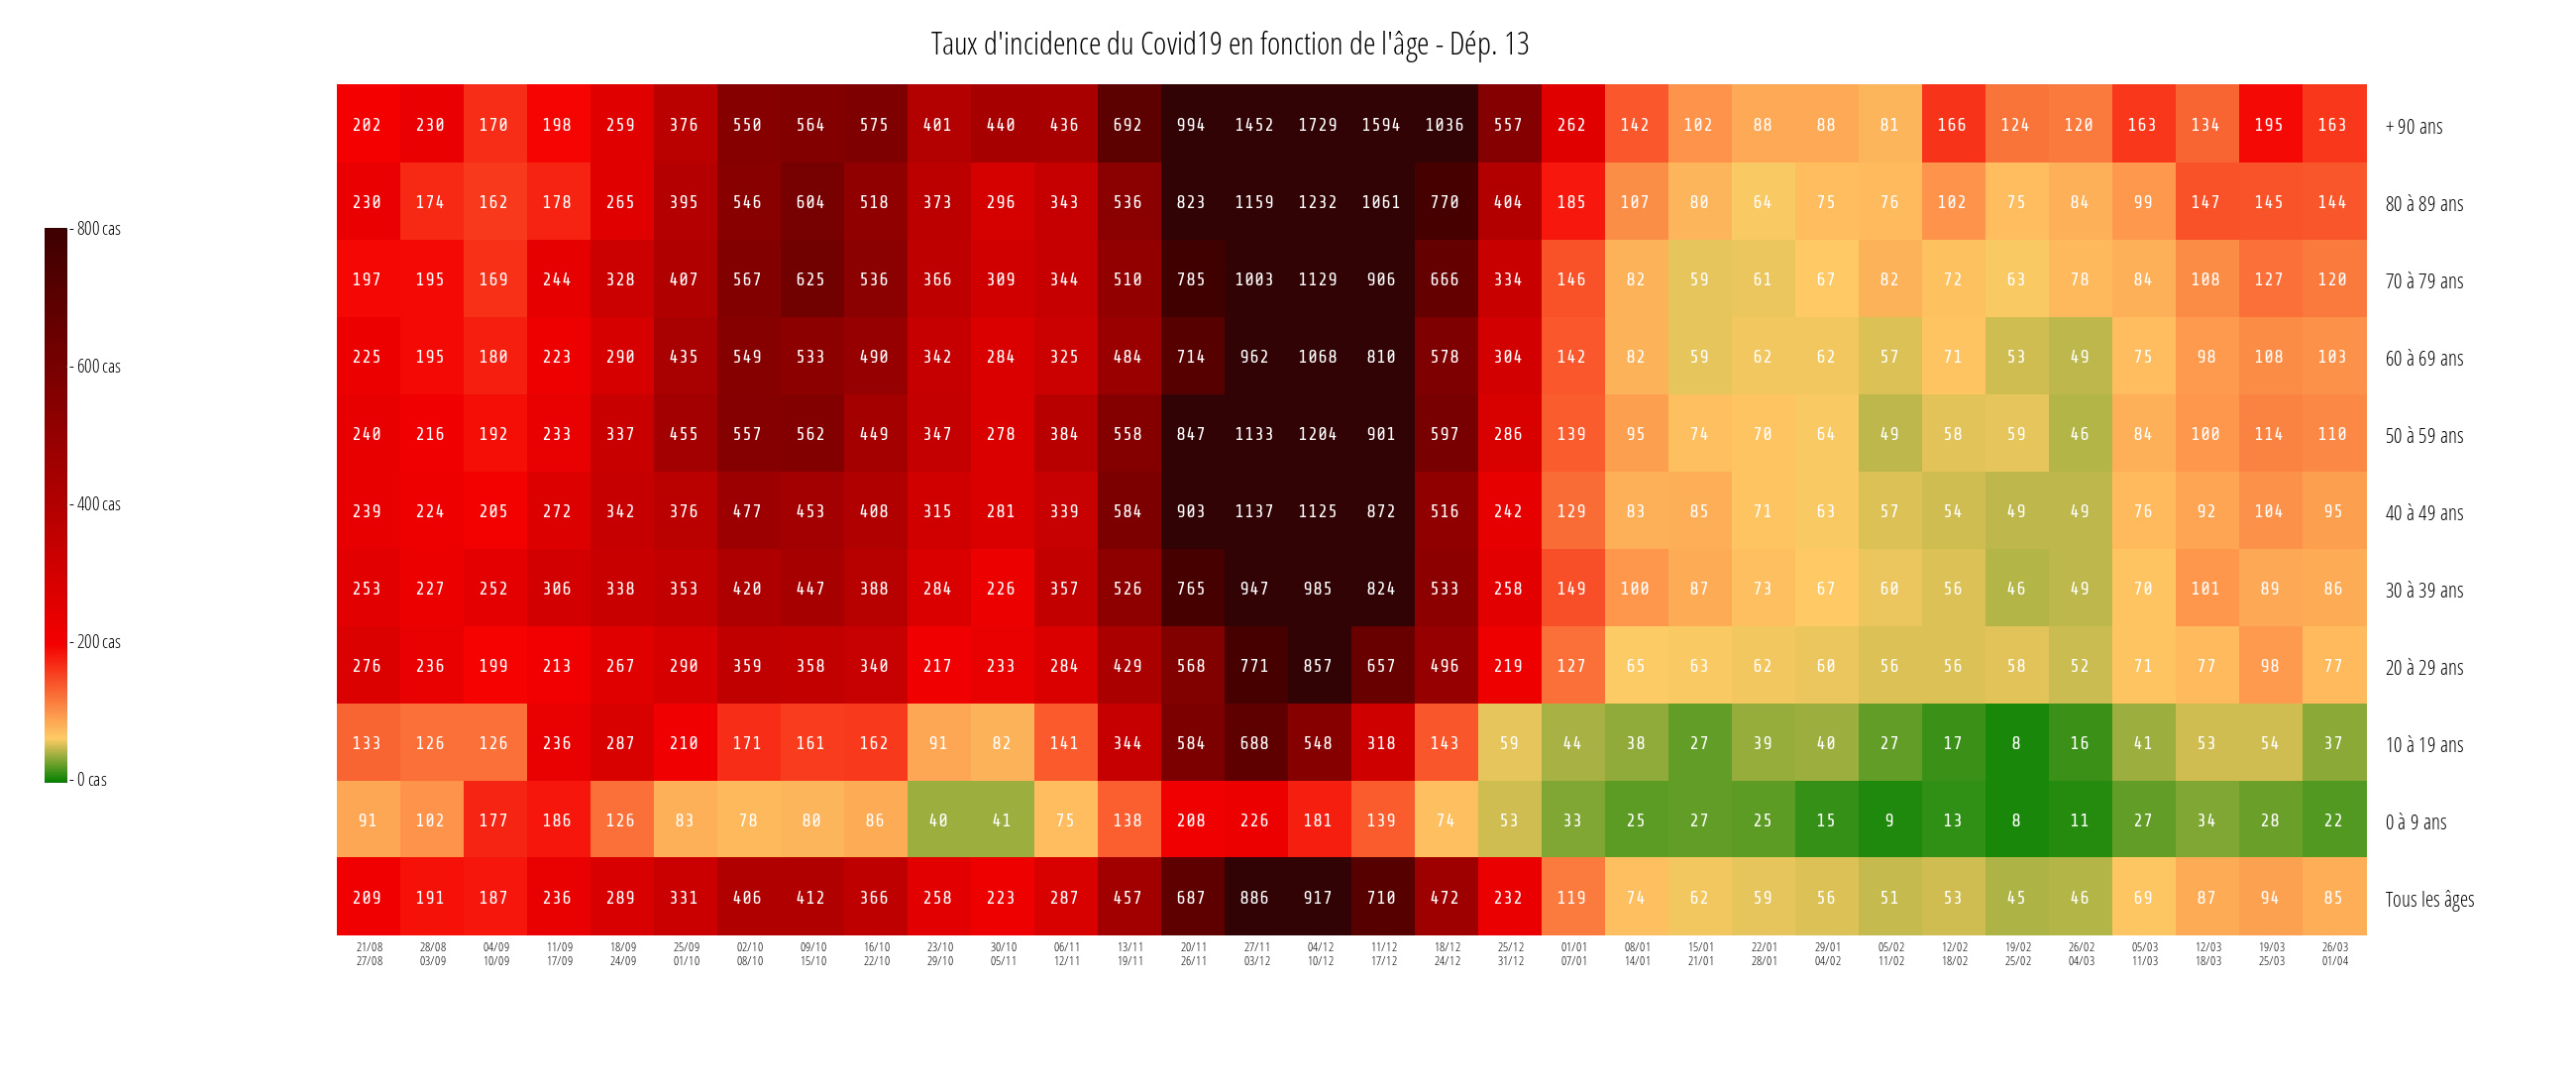 Taux d'incidence du Covid19 en fonction de l'âge - Dép. 13
- 800 cas
- 600 cas
- 400 cas
- 200 cas
- 0 cas
202 230 170 198 259 376 550 564 575 401 440 436 692 994 1452 1729 1594 1036 557 262 142 102 88 88 81 166 124 120 163 134 195 163 + 90 ans
230 174 162 178 265 395 546 604 518 373 296 343 536 823 1159 1232 1061 770 404 185 107 80 64 75 76 102 75 84 99 147 145 144 80 à 89 ans
197 195 169 244 328 407 567 625 536 366 309 344 510 785 1003 1129 906 666 334 146 82 59 61 67 82 72 63 78 84 108 127 120 70 à 79 ans
225 195 180 223 290 435 549 533 490 342 284 325 484 714 962 1068 810 578 304 142 82 59 62 62 57 71 53 49 75 98 108 103 60 à 69 ans
240 216 192 233 337 455 557 562 449 347 278 384 558 847 1133 1204 901 597 286 139 95 74 70 64 49 58 59 46 84 100 114 110 50 à 59 ans
239 224 205 272 342 376 477 453 408 315 281 339 584 903 1137 1125 872 516 242 129 83 85 71 63 57 54 49 49 76 92 104 95 40 à 49 ans
253 227 252 306 338 353 420 447 388 284 226 357 526 765 947 985 824 533 258 149 100 87 73 67 60 56 46 49 70 101 89 86 30 à 39 ans
276 236 199 213 267 290 359 358 340 217 233 284 429 568 771 857 657 496 219 127 65 63 62 60 56 56 58 52 71 77 98 77 20 à 29 ans
133 126 126 236 287 210 171 161 162 91 82 141 344 584 688 548 318 143 59 44 38 27 39 40 27 17 8 16 41 53 54 37 10 à 19 ans
91 102 177 186 126 83 78 80 86 40 41 75 138 208 226 181 139 74 53 33 25 27 25 15 9 13 8 11 27 34 28 22 0 à 9 ans
209 191 187 236 289 331 406 412 366 258 223 287 457 687 886 917 710 472 232 119 74 62 59 56 51 53 45 46 69 87 94 85 Tous les âges
21/08 28/08 04/09 11/09 18/09 25/09 02/10 09/10 16/10 23/10 30/10 06/11 13/11 20/11 27/11 04/12 11/12 18/12 25/12 01/01 08/01 15/01 22/01 29/01 05/02 12/02 19/02 26/02 05/03 12/03 19/03 26/03
27/08 03/09 10/09 17/09 24/09 01/10 08/10 15/10 22/10 29/10 05/11 12/11 19/11 26/11 03/12 10/12 17/12 24/12 31/12 07/01 14/01 21/01 28/01 04/02 11/02 18/02 25/02 04/03 11/03 18/03 25/03 01/04